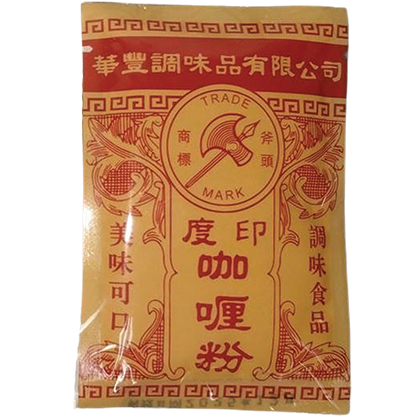 華豐調味品有限公司
TRADE
商標
斧頭
MARK
度印
咖喱粉
美味可口
調味食品